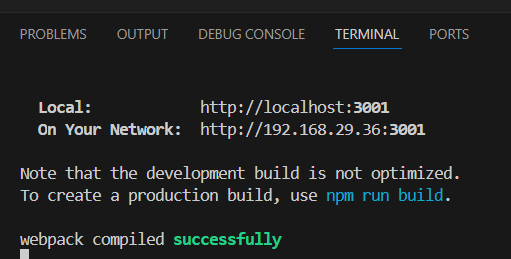 PROBLEMS OUTPUT DEBUG CONSOLE TERMINAL PORTS
Local: http://localhost:3001
On Your Network: http://192.168.29.36:3001
Note that the development build is not optimized.
To create a production build, use npm run build.
webpack compiled successfully